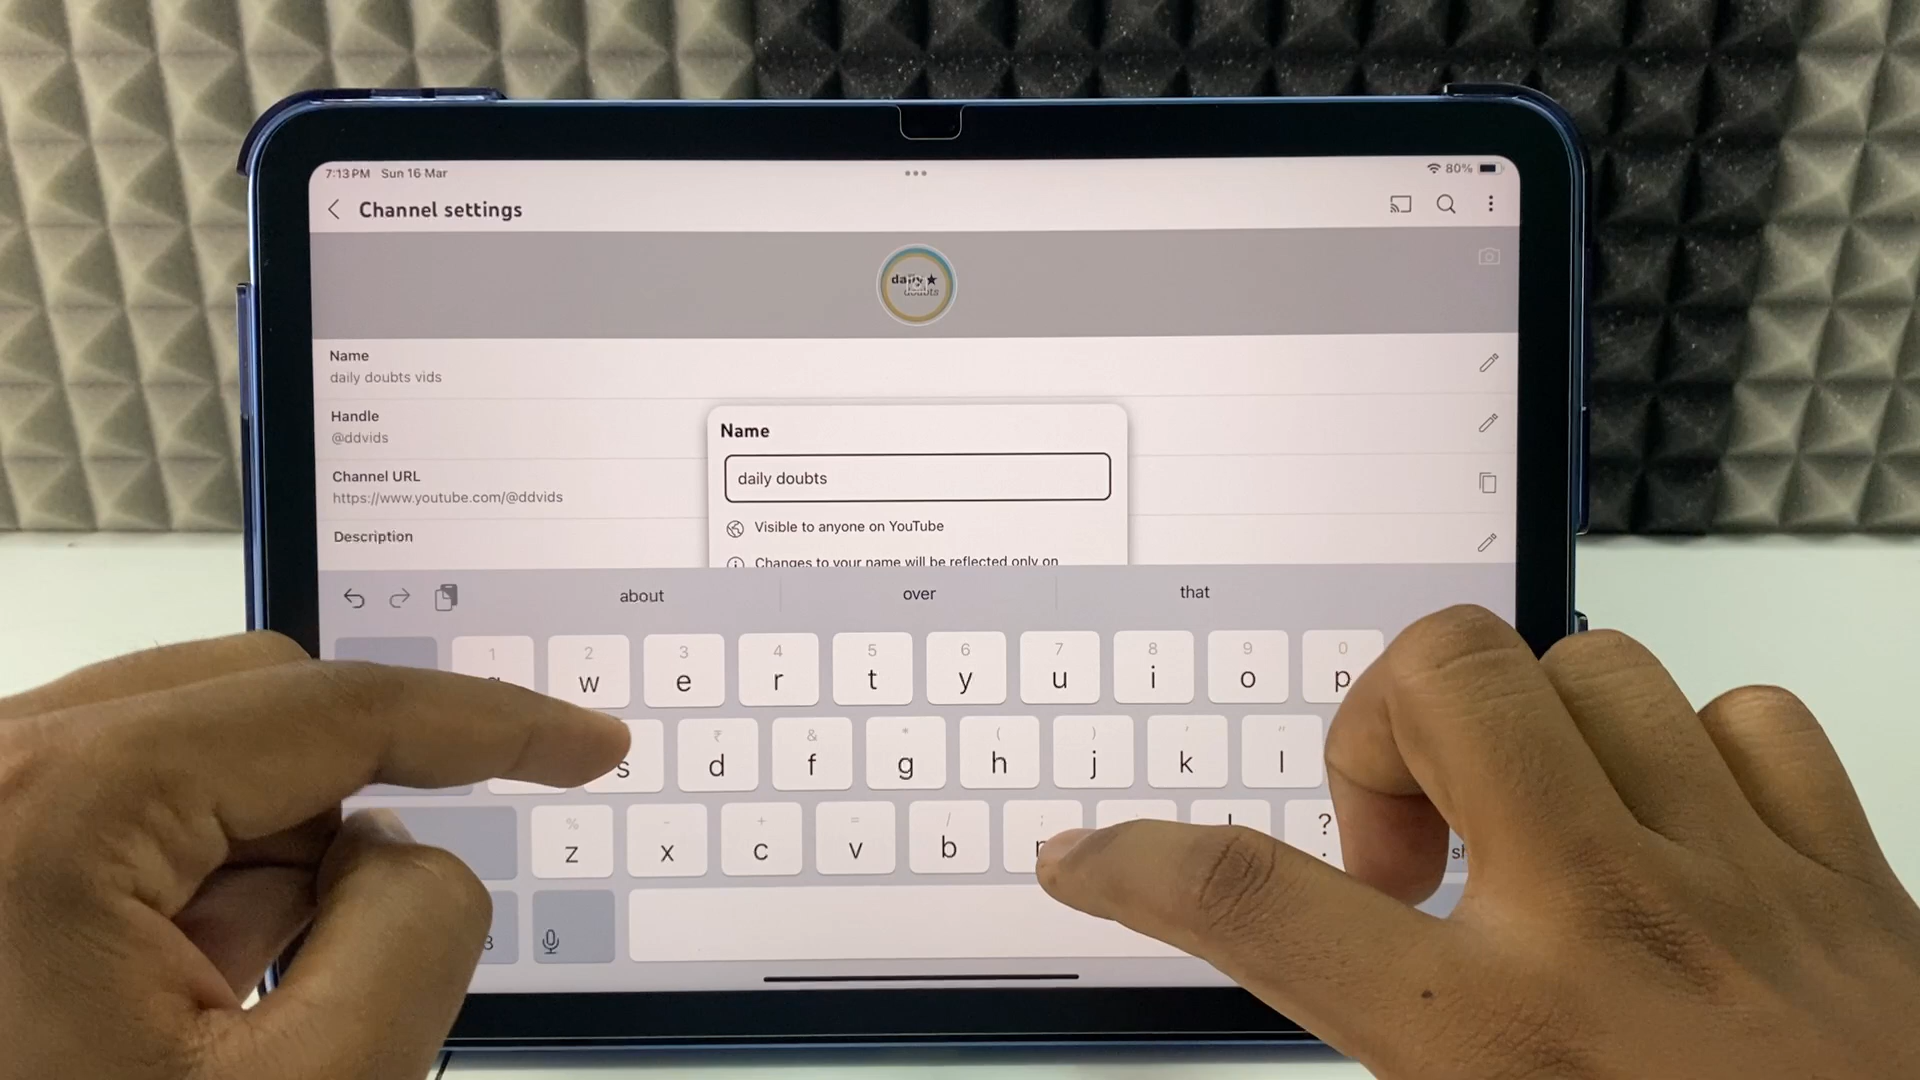 7:13 PM Sun 16 Mar
80%
Channel settings
daily
doubts
Name
daily doubts vids
Handle
@ddvids
Channel URL
https://www.youtube.com/@ddvids
Description
Name
daily doubts
Visible to anyone on YouTube
Changes to your name will be reflected only on
about over that
1 2 3 4 5 6 7 8 9 0
w e r t y u i o p
₹ & * ( ) ' "
s d f g h j k l
% - + = / ;
z x c v b ?